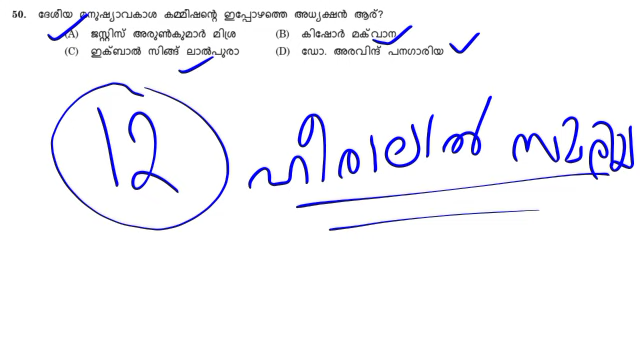 50. ദേശീയ മനുഷ്യാവകാശ കമ്മീഷന്റെ ഇപ്പോഴത്തെ അധ്യക്ഷൻ ആര്?
(A) ജസ്റ്റിസ് അരുൺകുമാർ മിശ്ര (B) കിഷോർ മക്‌വാന
(C) ഇക്ബാൽ സിങ്ങ് ലാൽപുരാ (D) ഡോ. അരവിന്ദ് പനഗാരിയ
12 ഹീരാലാൽ